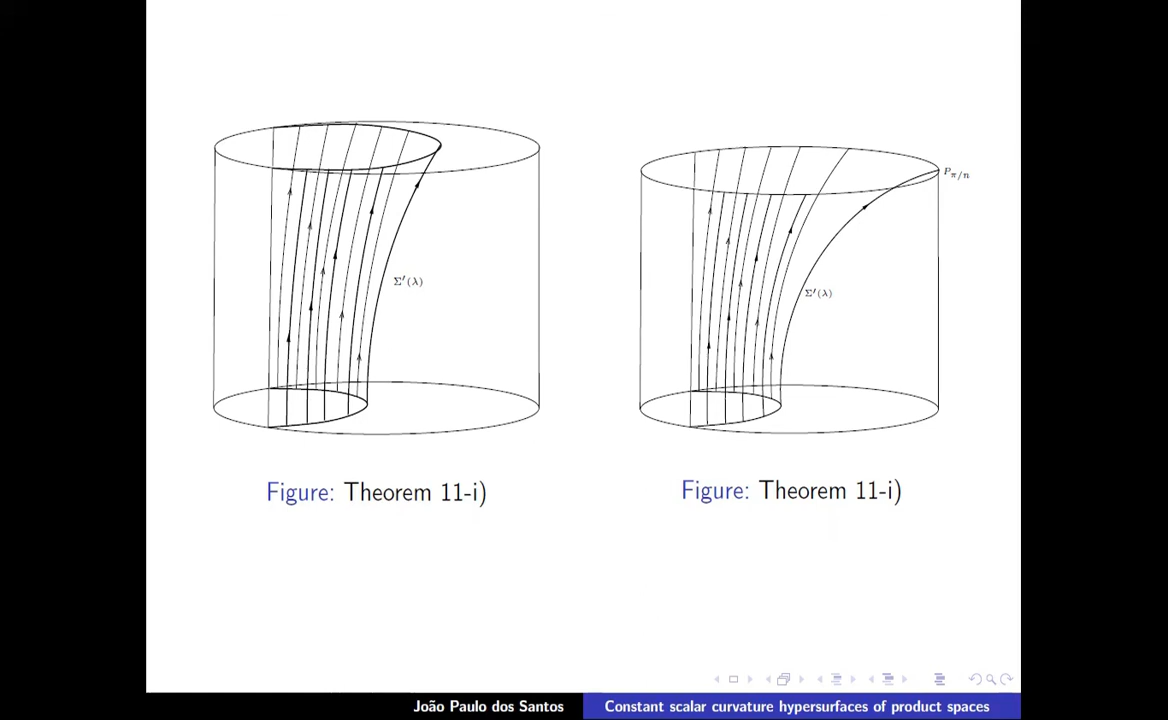 P_{π/n}
Σ′(λ)
Σ′(λ)
Figure: Theorem 11-i)
Figure: Theorem 11-i)
João Paulo dos Santos
Constant scalar curvature hypersurfaces of product spaces